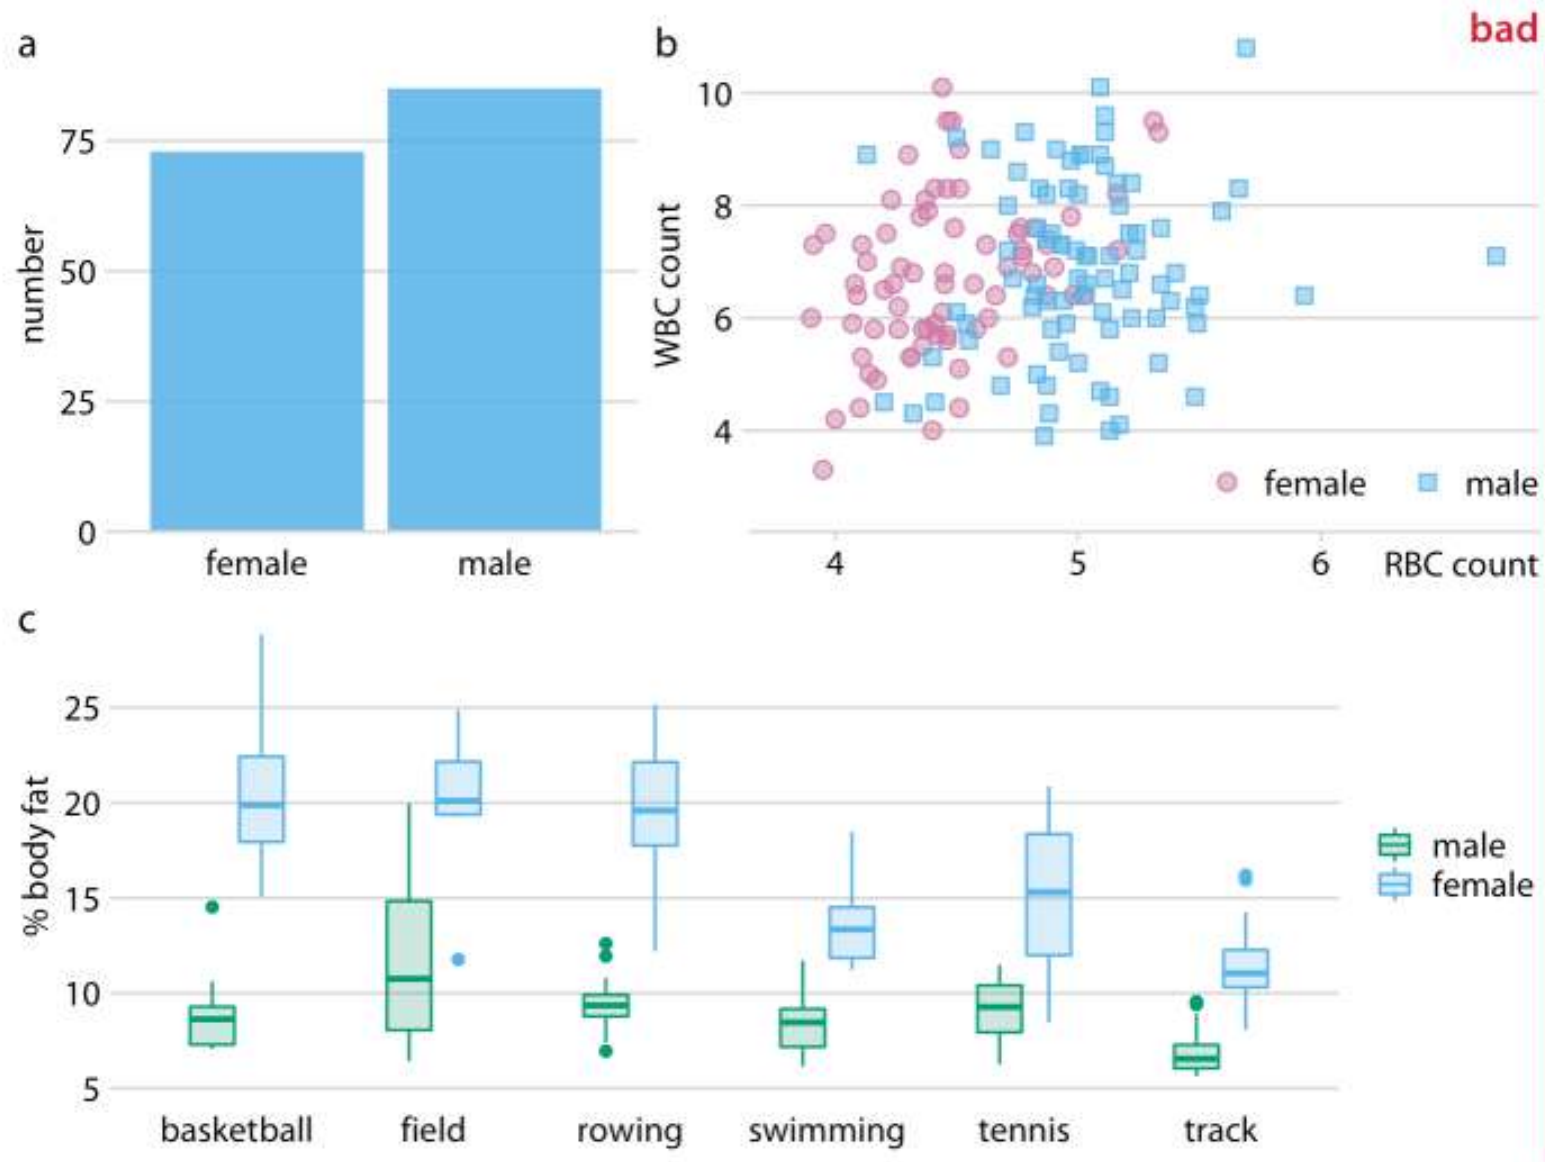 a
b
bad
75
50
25
0
number
female
male
10
8
6
4
WBC count
female
male
4
5
6
RBC count
c
25
20
15
10
5
% body fat
male
female
basketball
field
rowing
swimming
tennis
track